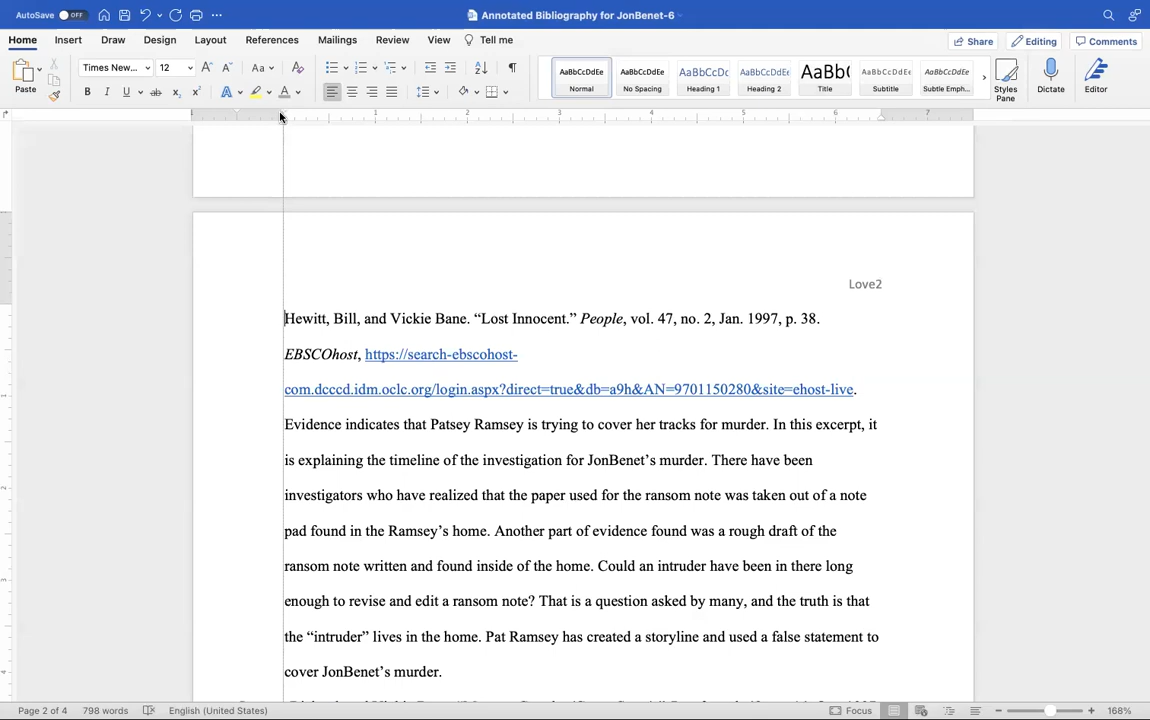 AutoSave OFF Annotated Bibliography for JonBenet-6
Home Insert Draw Design Layout References Mailings Review View Tell me Share Editing Comments
Paste Times New... 12 A A Aa A AaBbCcDdEe AaBbCcDdEe AaBbCcDc AaBbCcDdEe AaBb( AaBbCcDdEe AaBbCcDdEe
B I U ab x₂ x² A A Normal No Spacing Heading 1 Heading 2 Title Subtitle Subtle Emph... Styles Pane Dictate Editor
1 2 3 4 5 6 7
Love2
Hewitt, Bill, and Vickie Bane. “Lost Innocent.” People, vol. 47, no. 2, Jan. 1997, p. 38.
EBSCOhost, https://search-ebscohost-
com.dcccd.idm.oclc.org/login.aspx?direct=true&db=a9h&AN=9701150280&site=ehost-live.
Evidence indicates that Patsey Ramsey is trying to cover her tracks for murder. In this excerpt, it
is explaining the timeline of the investigation for JonBenet’s murder. There have been
investigators who have realized that the paper used for the ransom note was taken out of a note
pad found in the Ramsey’s home. Another part of evidence found was a rough draft of the
ransom note written and found inside of the home. Could an intruder have been in there long
enough to revise and edit a ransom note? That is a question asked by many, and the truth is that
the “intruder” lives in the home. Pat Ramsey has created a storyline and used a false statement to
cover JonBenet’s murder.
Page 2 of 4 798 words English (United States) Focus 168%